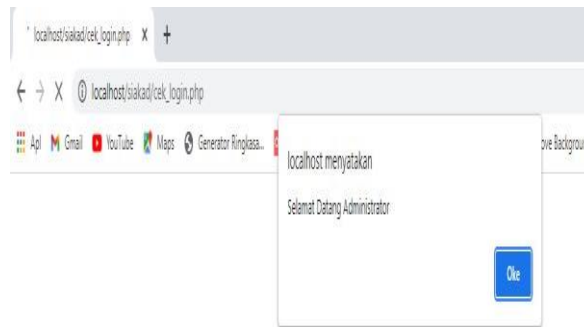 localhost/siakad/cek_login.php X +
localhost/siakad/cek_login.php
Apl Gmail YouTube Maps Generator Ringkasa... ove Backgrou
localhost menyatakan
Selamat Datang Administrator
Oke